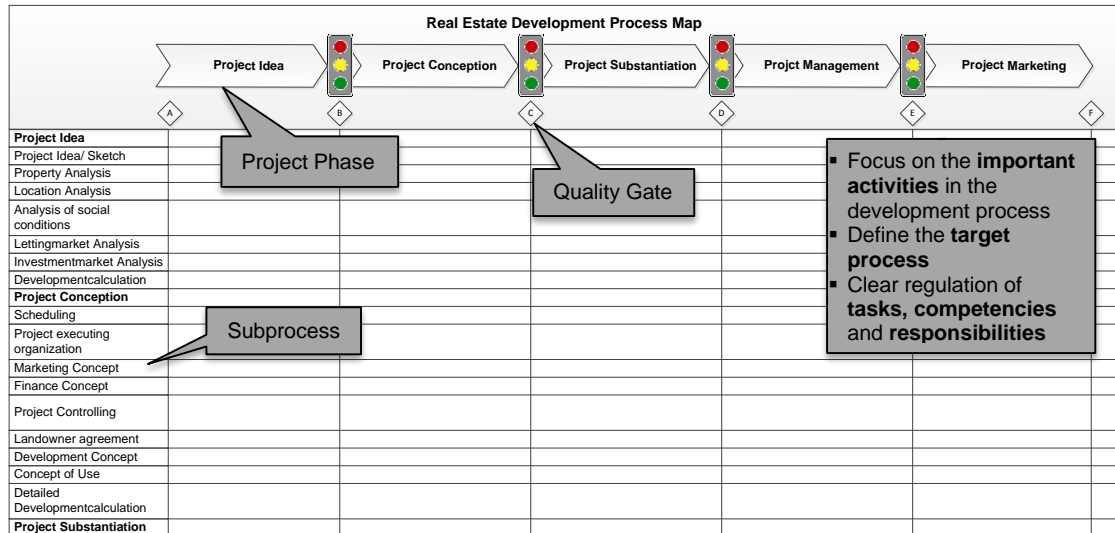 Real Estate Development Process Map
Project Idea
Project Conception
Project Substantiation
Projct Management
Project Marketing
A
B
C
D
E
F
Project Phase
Quality Gate
Subprocess
▪ Focus on the important
activities in the
development process
▪ Define the target
process
▪ Clear regulation of
tasks, competencies
and responsibilities
Project Idea
Project Idea/ Sketch
Property Analysis
Location Analysis
Analysis of social
conditions
Lettingmarket Analysis
Investmentmarket Analysis
Developmentcalculation
Project Conception
Scheduling
Project executing
organization
Marketing Concept
Finance Concept
Project Controlling
Landowner agreement
Development Concept
Concept of Use
Detailed
Developmentcalculation
Project Substantiation